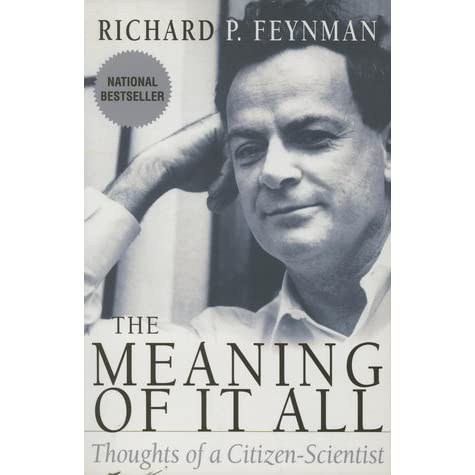 RICHARD P. FEYNMAN
NATIONAL
BESTSELLER
THE
MEANING
OF IT ALL
Thoughts of a Citizen-Scientist